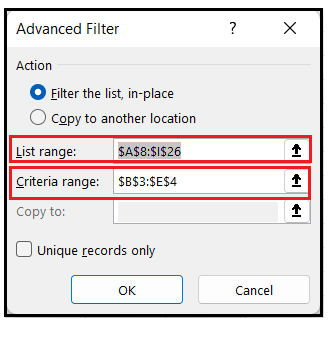 Advanced Filter ?
Action
Filter the list, in-place
Copy to another location
List range: $A$8:$I$26
Criteria range: $B$3:$E$4
Copy to:
Unique records only
OK Cancel